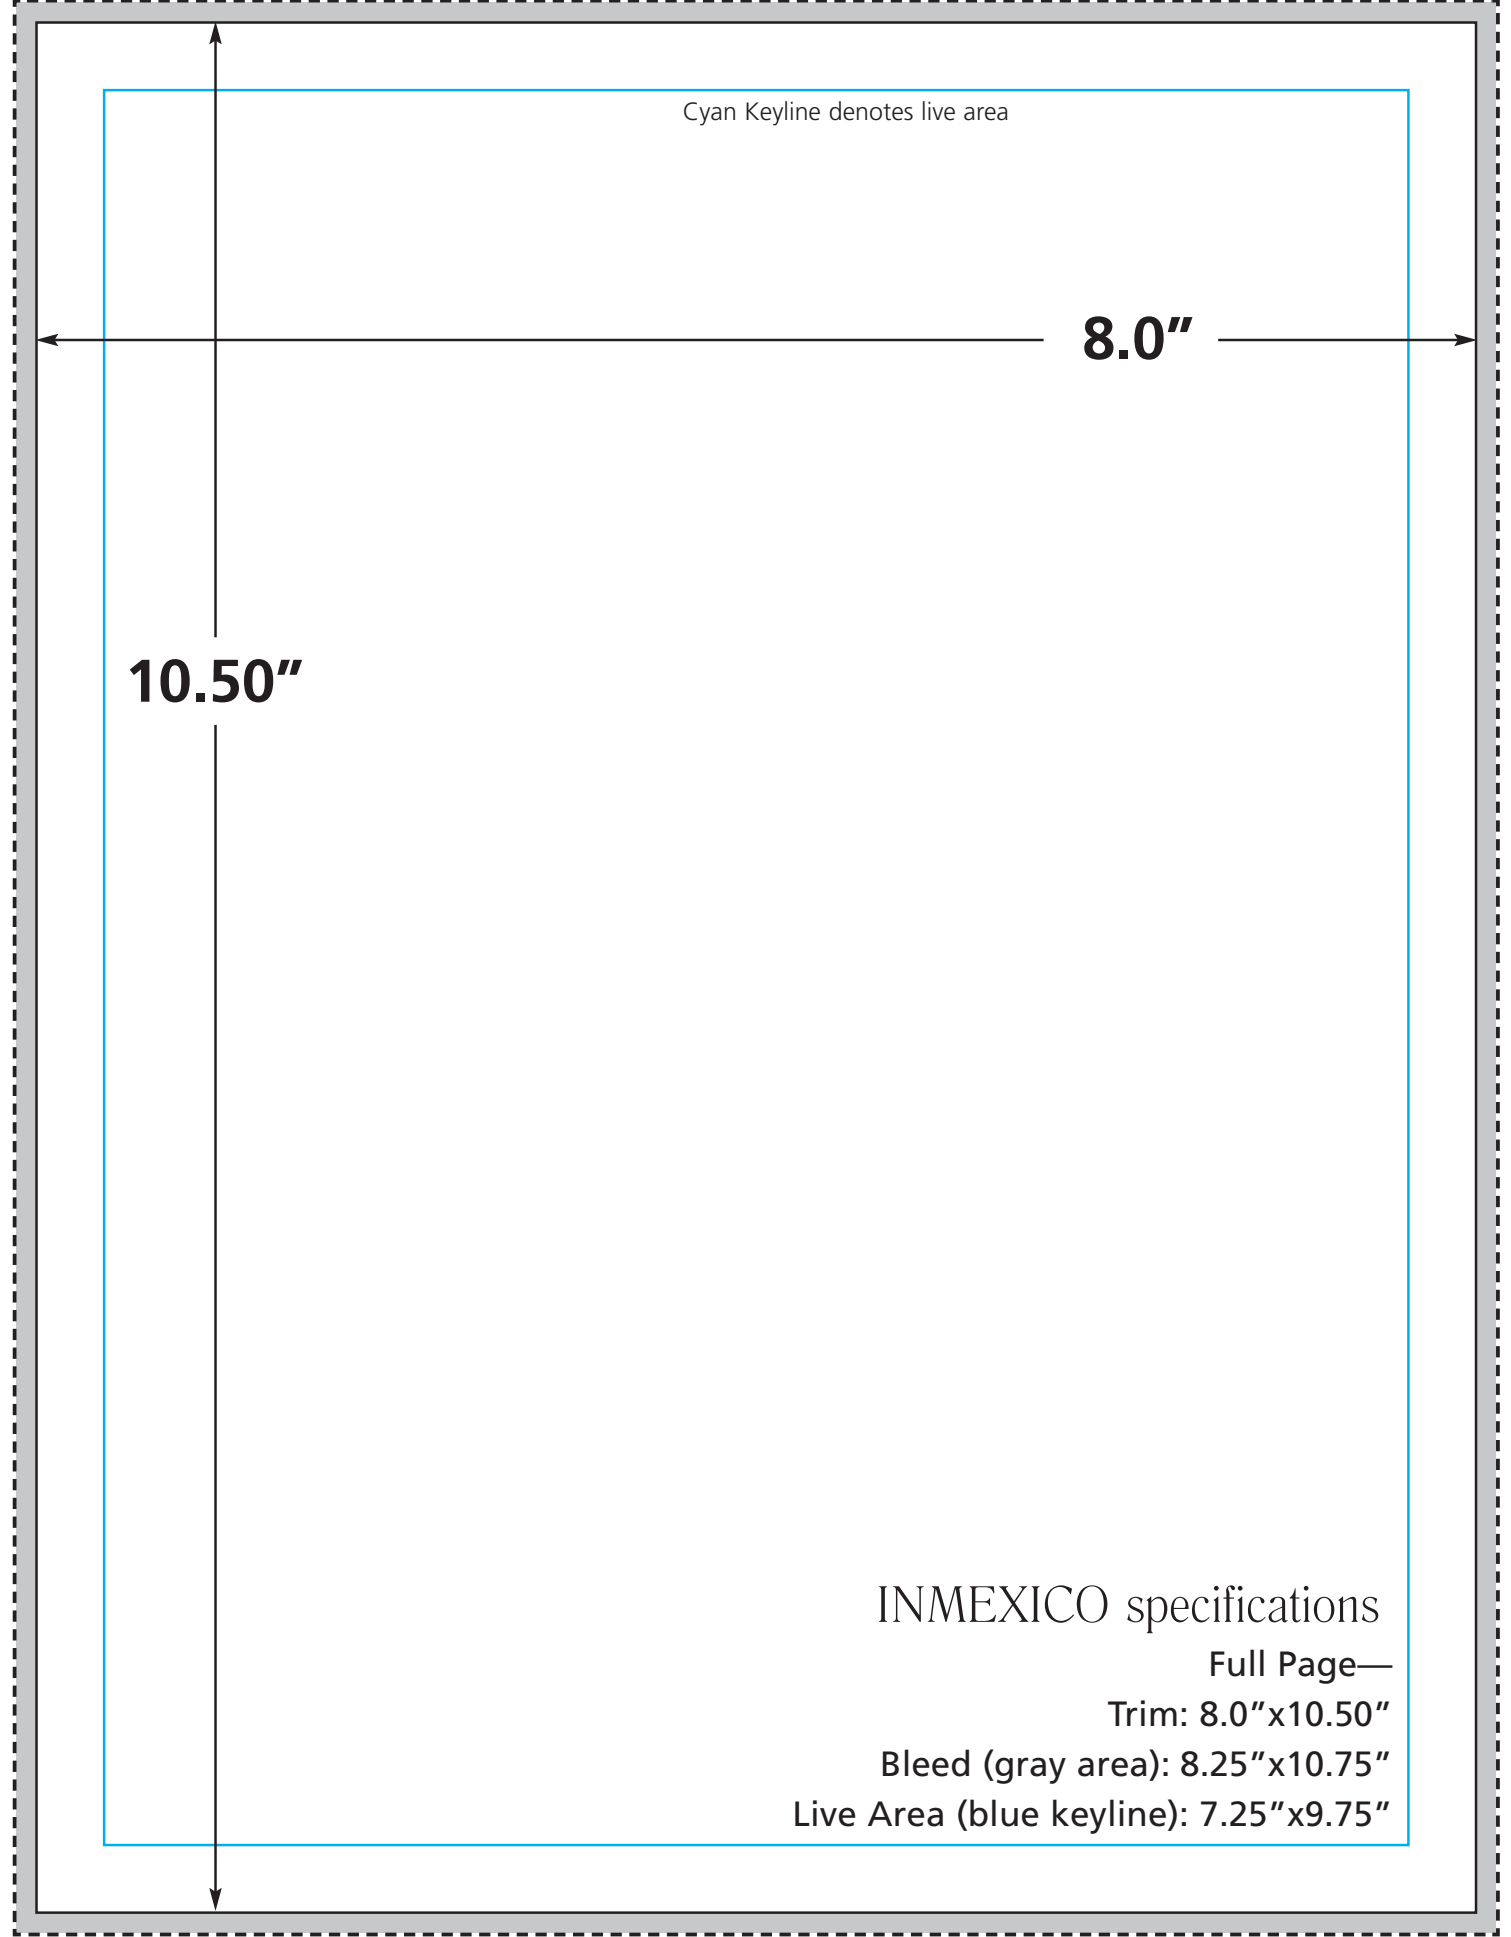 Cyan Keyline denotes live area
8.0”
10.50”
INMEXICO specifications
Full Page—
Trim: 8.0”x10.50”
Bleed (gray area): 8.25”x10.75”
Live Area (blue keyline): 7.25”x9.75”